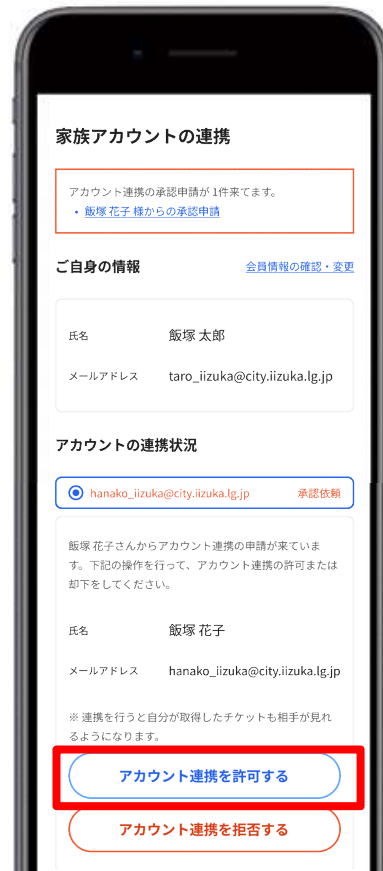 家族アカウントの連携
アカウント連携の承認申請が 1件来てます。
• 飯塚 花子 様からの承認申請
ご自身の情報
会員情報の確認・変更
氏名 飯塚 太郎
メールアドレス taro_iizuka@city.iizuka.lg.jp
アカウントの連携状況
hanako_iizuka@city.iizuka.lg.jp 承認依頼
飯塚 花子さんからアカウント連携の申請が来ていま
す。下記の操作を行って、アカウント連携の許可または
却下をしてください。
氏名 飯塚 花子
メールアドレス hanako_iizuka@city.iizuka.lg.jp
※ 連携を行うと自分が取得したチケットも相手が見れ
るようになります。
アカウント連携を許可する
アカウント連携を拒否する